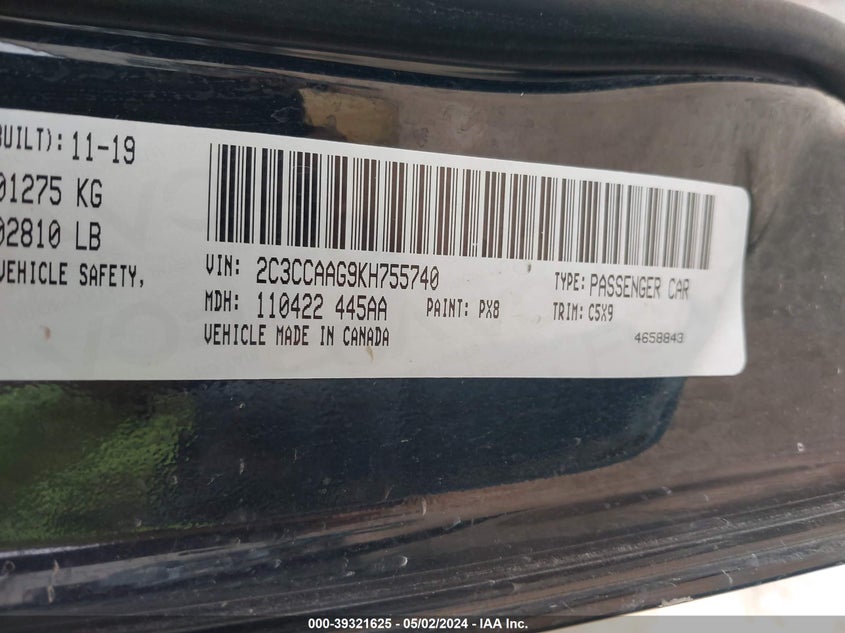 BUILT): 11-19
01275 KG
02810 LB
VEHICLE SAFETY,
VIN: 2C3CCAAG9KH755740
TYPE: PASSENGER CAR
MDH: 110422 445AA PAINT: PX8 TRIM: C5X9
VEHICLE MADE IN CANADA
4658843
000-39321625 - 05/02/2024 - IAA Inc.